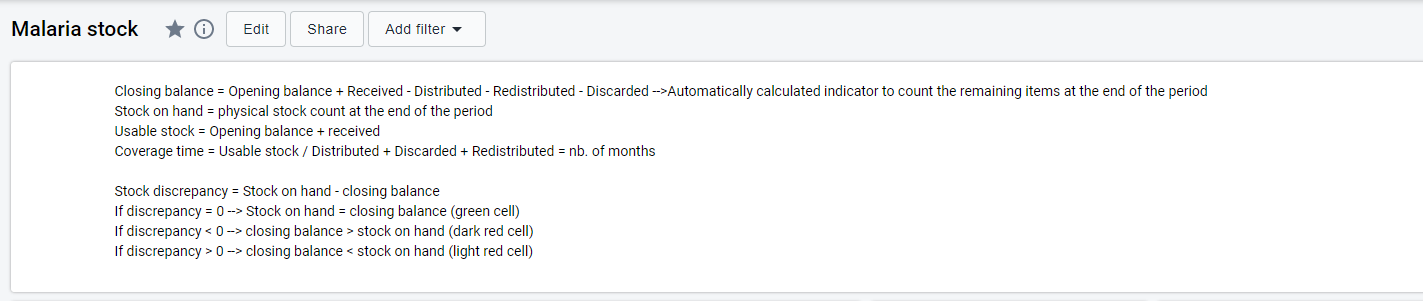 Malaria stock
Edit
Share
Add filter
Closing balance = Opening balance + Received - Distributed - Redistributed - Discarded -->Automatically calculated indicator to count the remaining items at the end of the period
Stock on hand = physical stock count at the end of the period
Usable stock = Opening balance + received
Coverage time = Usable stock / Distributed + Discarded + Redistributed = nb. of months
Stock discrepancy = Stock on hand - closing balance
If discrepancy = 0 --> Stock on hand = closing balance (green cell)
If discrepancy < 0 --> closing balance > stock on hand (dark red cell)
If discrepancy > 0 --> closing balance < stock on hand (light red cell)